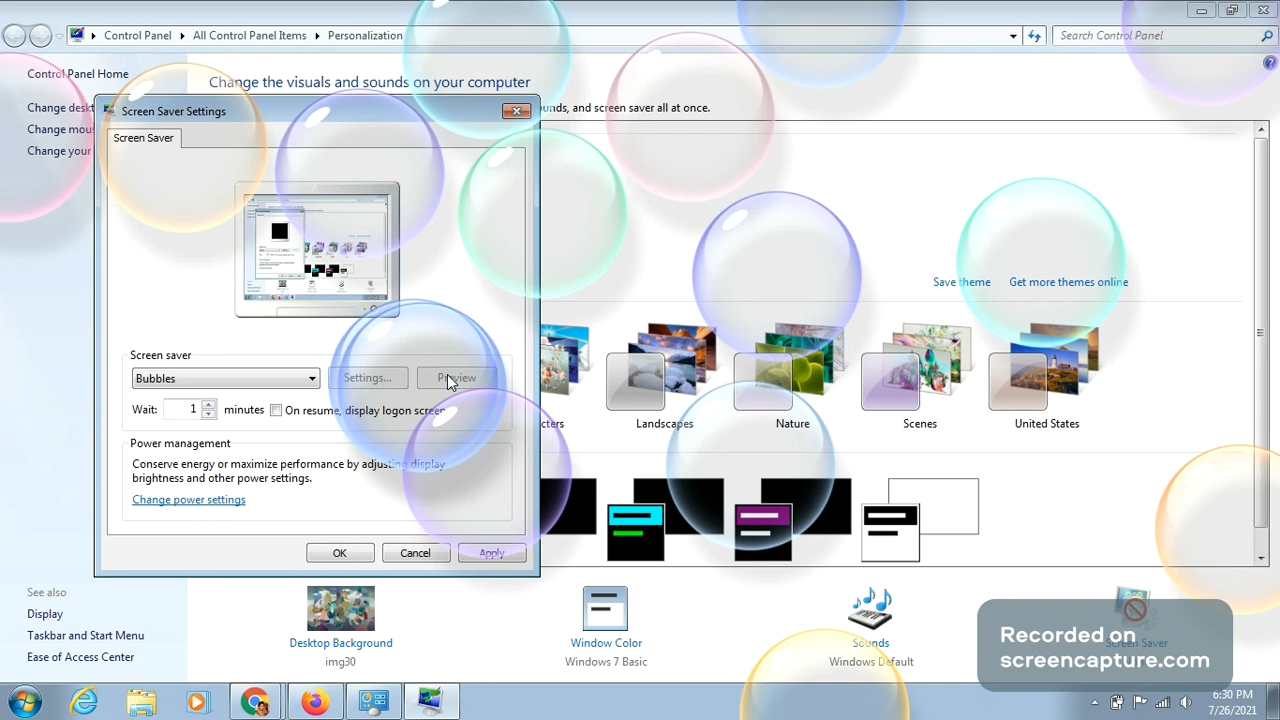 Control Panel
All Control Panel Items
Personalization
Search Control Panel
Control Panel Home
Change the visuals and sounds on your computer
Change
Change
Change your
unds, and screen saver all at once.
Screen Saver Settings
Screen Saver
Save theme
Get more themes online
Screen saver
Bubbles
Settings...
Preview
Wait:
1
minutes
On resume, display logon screen
Landscapes
Nature
Scenes
United States
Power management
Conserve energy or maximize performance by adjusting display
brightness and other power settings.
Change power settings
OK
Cancel
Apply
See also
Display
Taskbar and Start Menu
Ease of Access Center
Desktop Background
img30
Window Color
Windows 7 Basic
Sounds
Windows Default
Screen Saver
Recorded on
screencapture.com
6:30 PM
7/26/2021